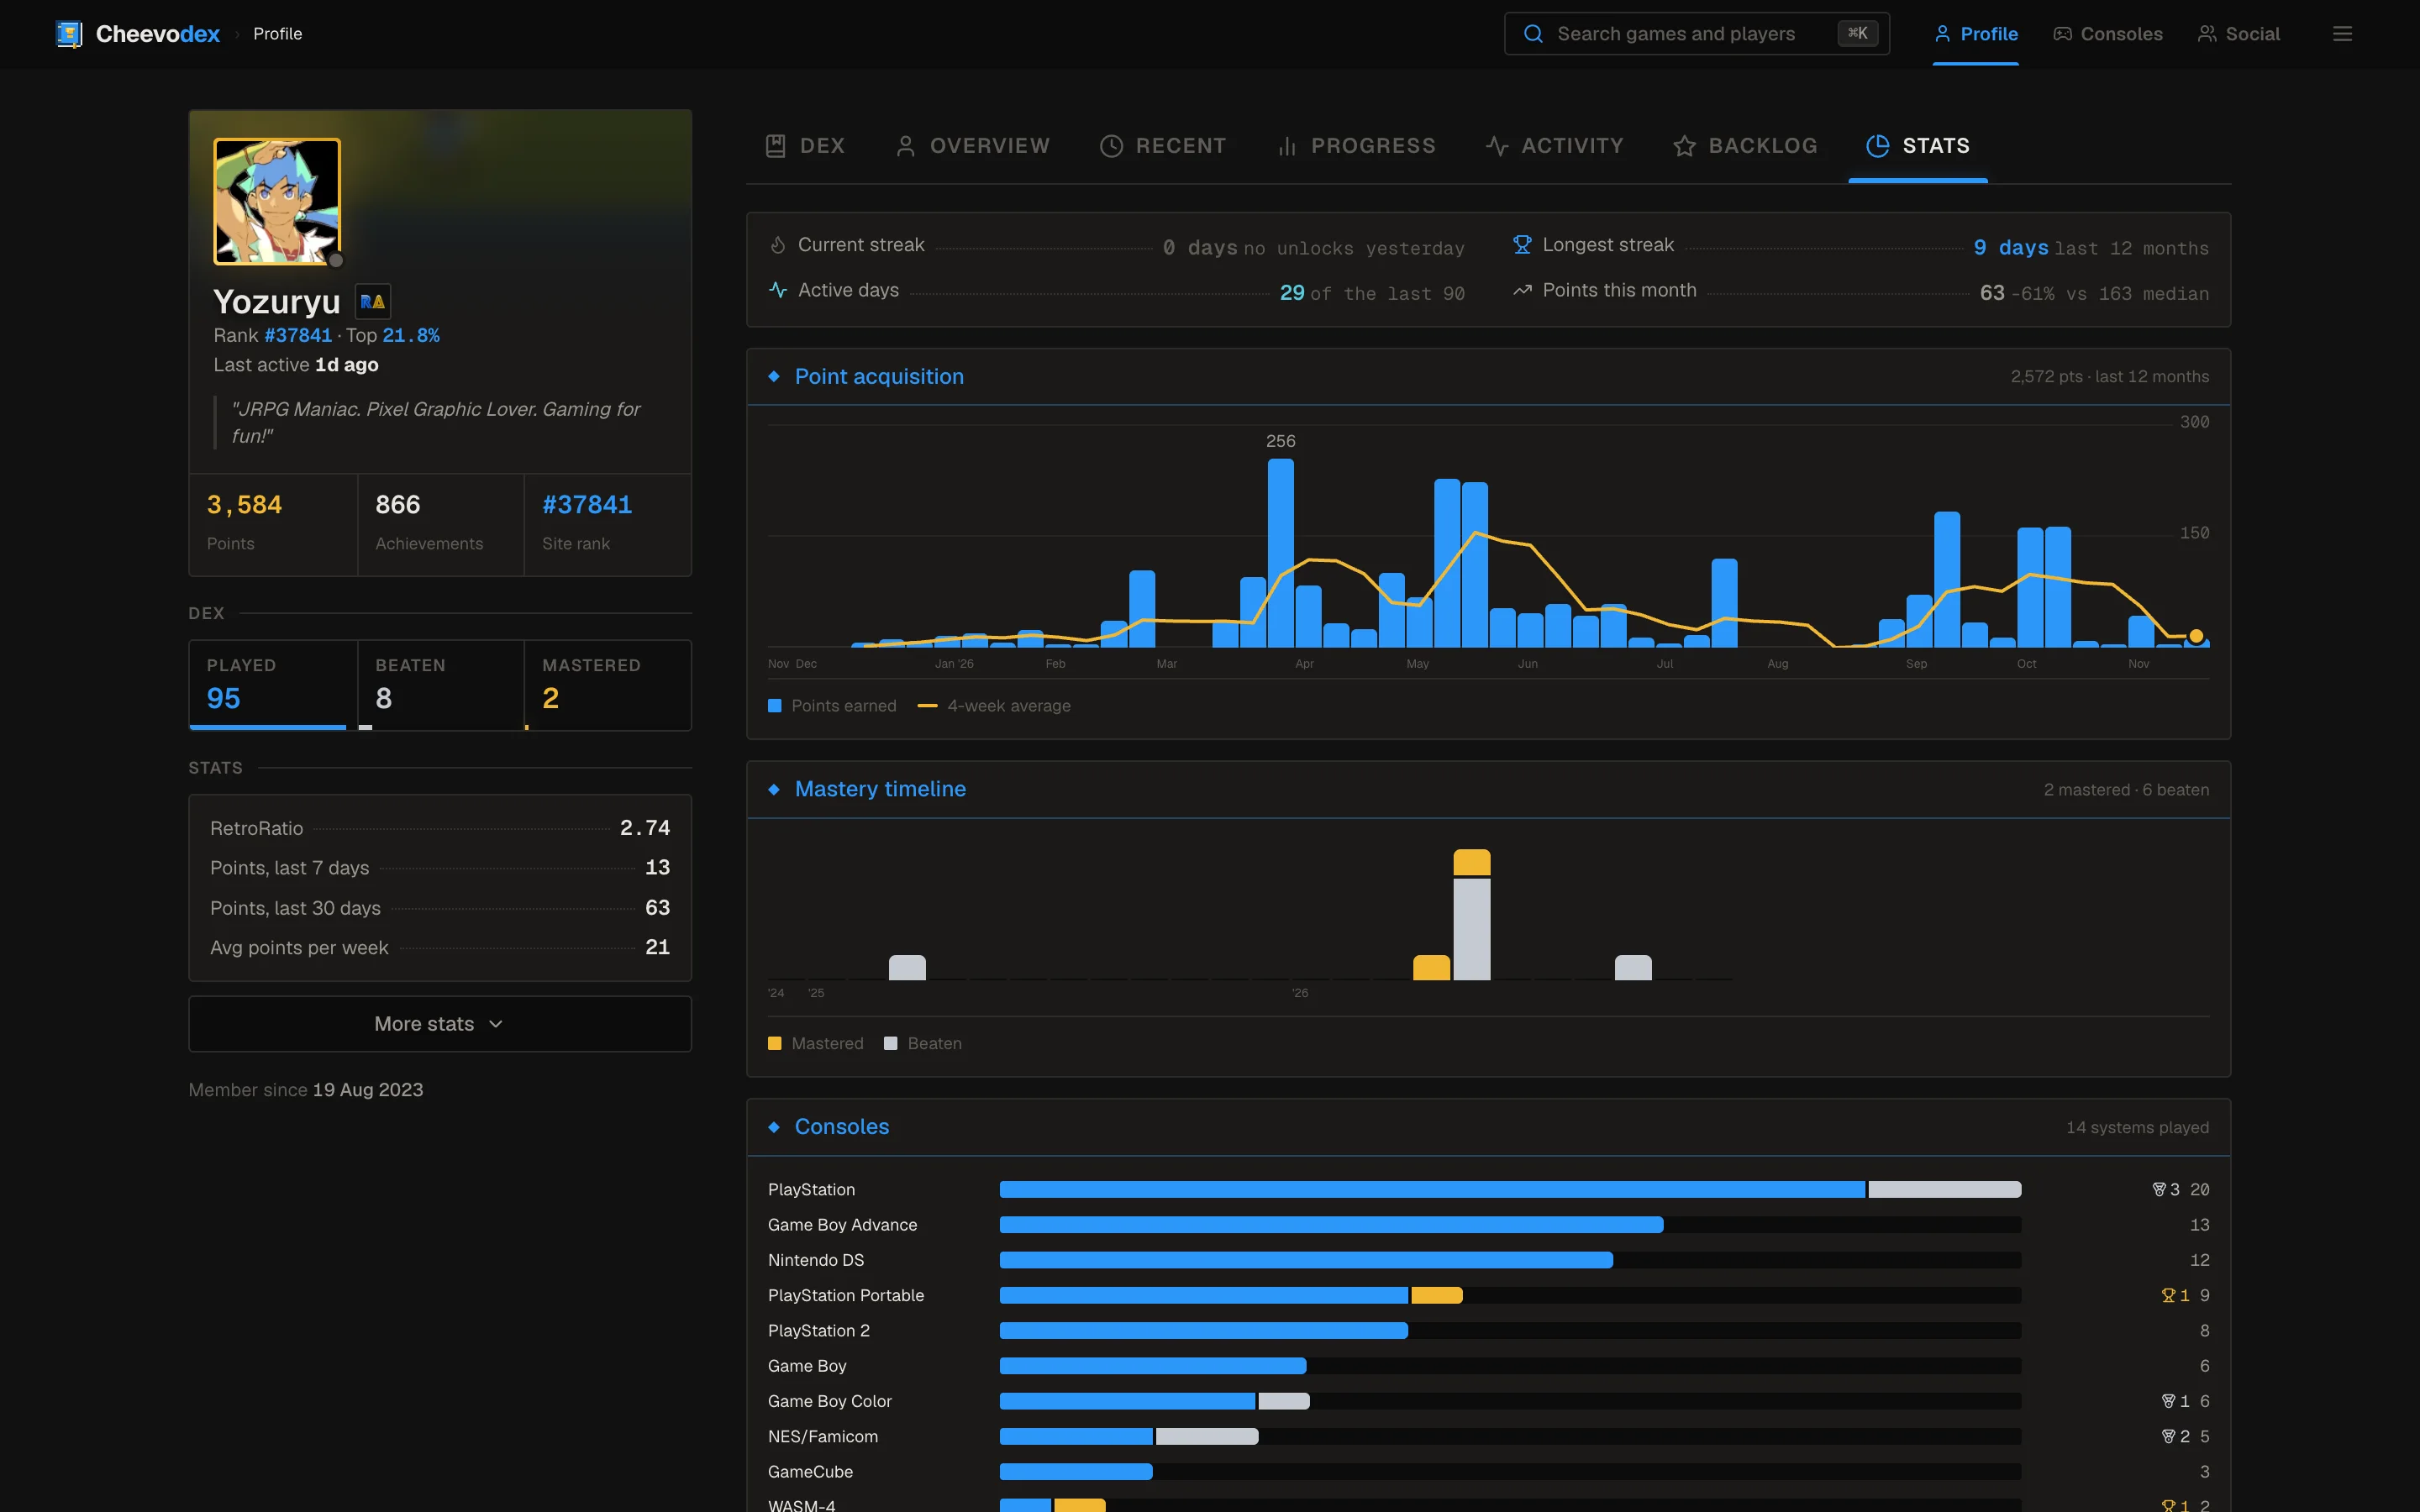 Cheevodex › Profile
Search games and players ⌘K
Profile Consoles Social
Yozuryu RA
Rank #37841 · Top 21.8%
Last active 1d ago
"JRPG Maniac. Pixel Graphic Lover. Gaming for
fun!"
3,584 866 #37841
Points Achievements Site rank
DEX
PLAYED BEATEN MASTERED
95 8 2
STATS
RetroRatio 2.74
Points, last 7 days 13
Points, last 30 days 63
Avg points per week 21
More stats
Member since 19 Aug 2023
DEX OVERVIEW RECENT PROGRESS ACTIVITY BACKLOG STATS
Current streak 0 days no unlocks yesterday
Longest streak 9 days last 12 months
Active days 29 of the last 90
Points this month 63 -61% vs 163 median
Point acquisition 2,572 pts · last 12 months
300
256
150
Nov Dec Jan '26 Feb Mar Apr May Jun Jul Aug Sep Oct Nov
Points earned 4-week average
Mastery timeline 2 mastered · 6 beaten
'24 '25 '26
Mastered Beaten
Consoles 14 systems played
PlayStation 3 20
Game Boy Advance 13
Nintendo DS 12
PlayStation Portable 1 9
PlayStation 2 8
Game Boy 6
Game Boy Color 1 6
NES/Famicom 2 5
GameCube 3
WASM-4 1 2